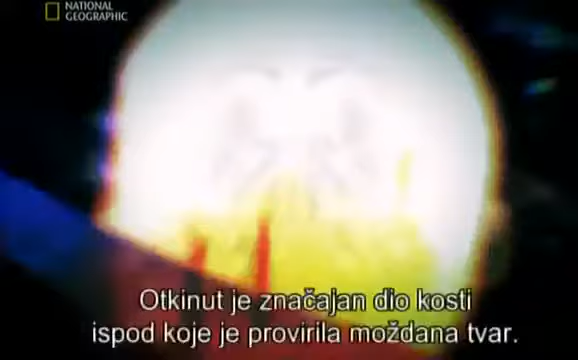 NATIONAL
GEOGRAPHIC
Otkinut je značajan dio kosti
ispod koje je provirila moždana tvar.